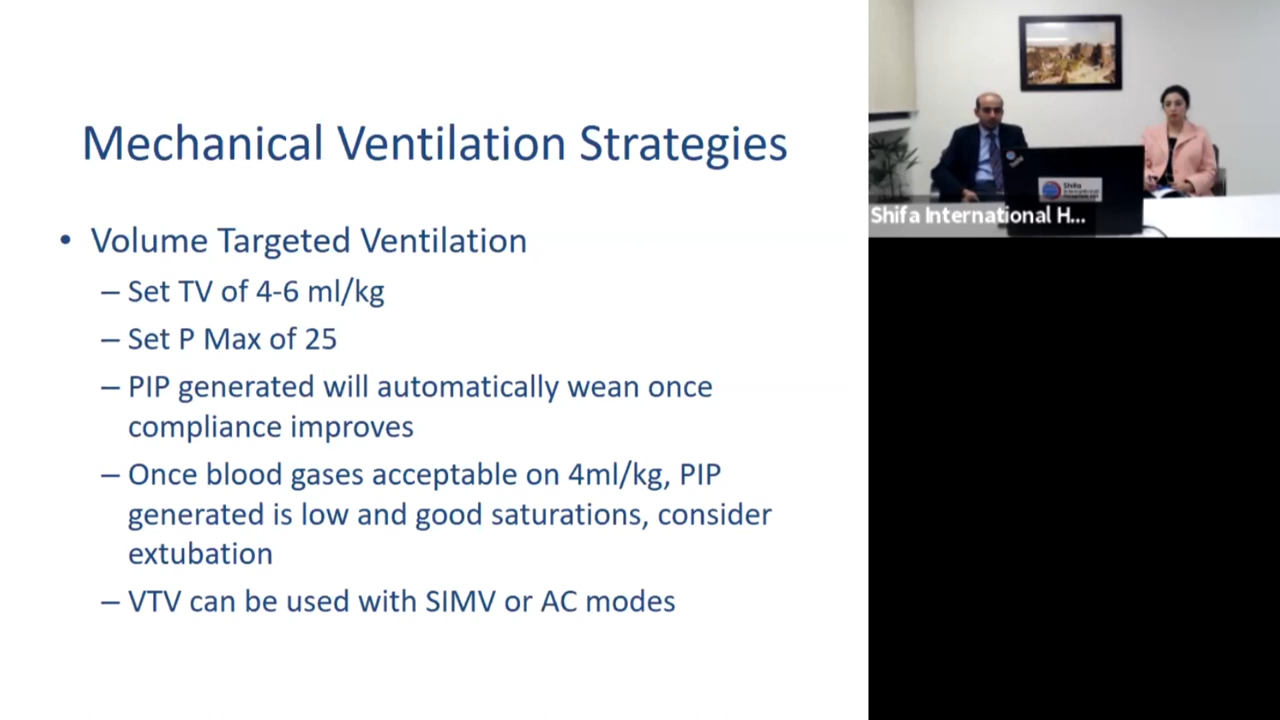 Mechanical Ventilation Strategies
• Volume Targeted Ventilation
– Set TV of 4-6 ml/kg
– Set P Max of 25
– PIP generated will automatically wean once
compliance improves
– Once blood gases acceptable on 4ml/kg, PIP
generated is low and good saturations, consider
extubation
– VTV can be used with SIMV or AC modes
Shifa
Shifa International H...